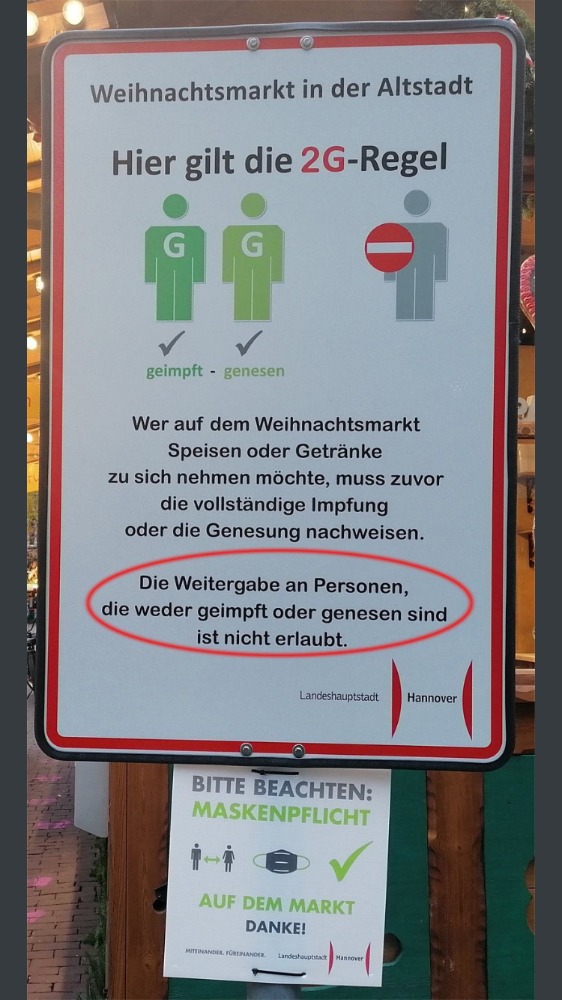 Weihnachtsmarkt in der Altstadt
Hier gilt die 2G-Regel
G G
geimpft - genesen
Wer auf dem Weihnachtsmarkt
Speisen oder Getränke
zu sich nehmen möchte, muss zuvor
die vollständige Impfung
oder die Genesung nachweisen.
Die Weitergabe an Personen,
die weder geimpft oder genesen sind
ist nicht erlaubt.
Landeshauptstadt Hannover
BITTE BEACHTEN:
MASKENPFLICHT
AUF DEM MARKT
DANKE!
MITEINANDER. FÜREINANDER. Landeshauptstadt Hannover